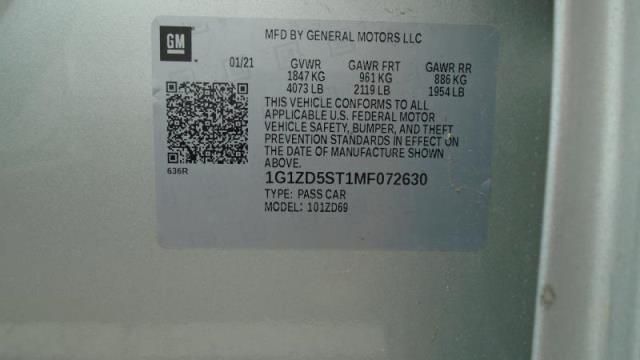 GM
MFD BY GENERAL MOTORS LLC
01/21 GVWR GAWR FRT GAWR RR
1847 KG 961 KG 886 KG
4073 LB 2119 LB 1954 LB
THIS VEHICLE CONFORMS TO ALL
APPLICABLE U.S. FEDERAL MOTOR
VEHICLE SAFETY, BUMPER, AND THEFT
PREVENTION STANDARDS IN EFFECT ON
THE DATE OF MANUFACTURE SHOWN
ABOVE.
636R
1G1ZD5ST1MF072630
TYPE: PASS CAR
MODEL: 101ZD69